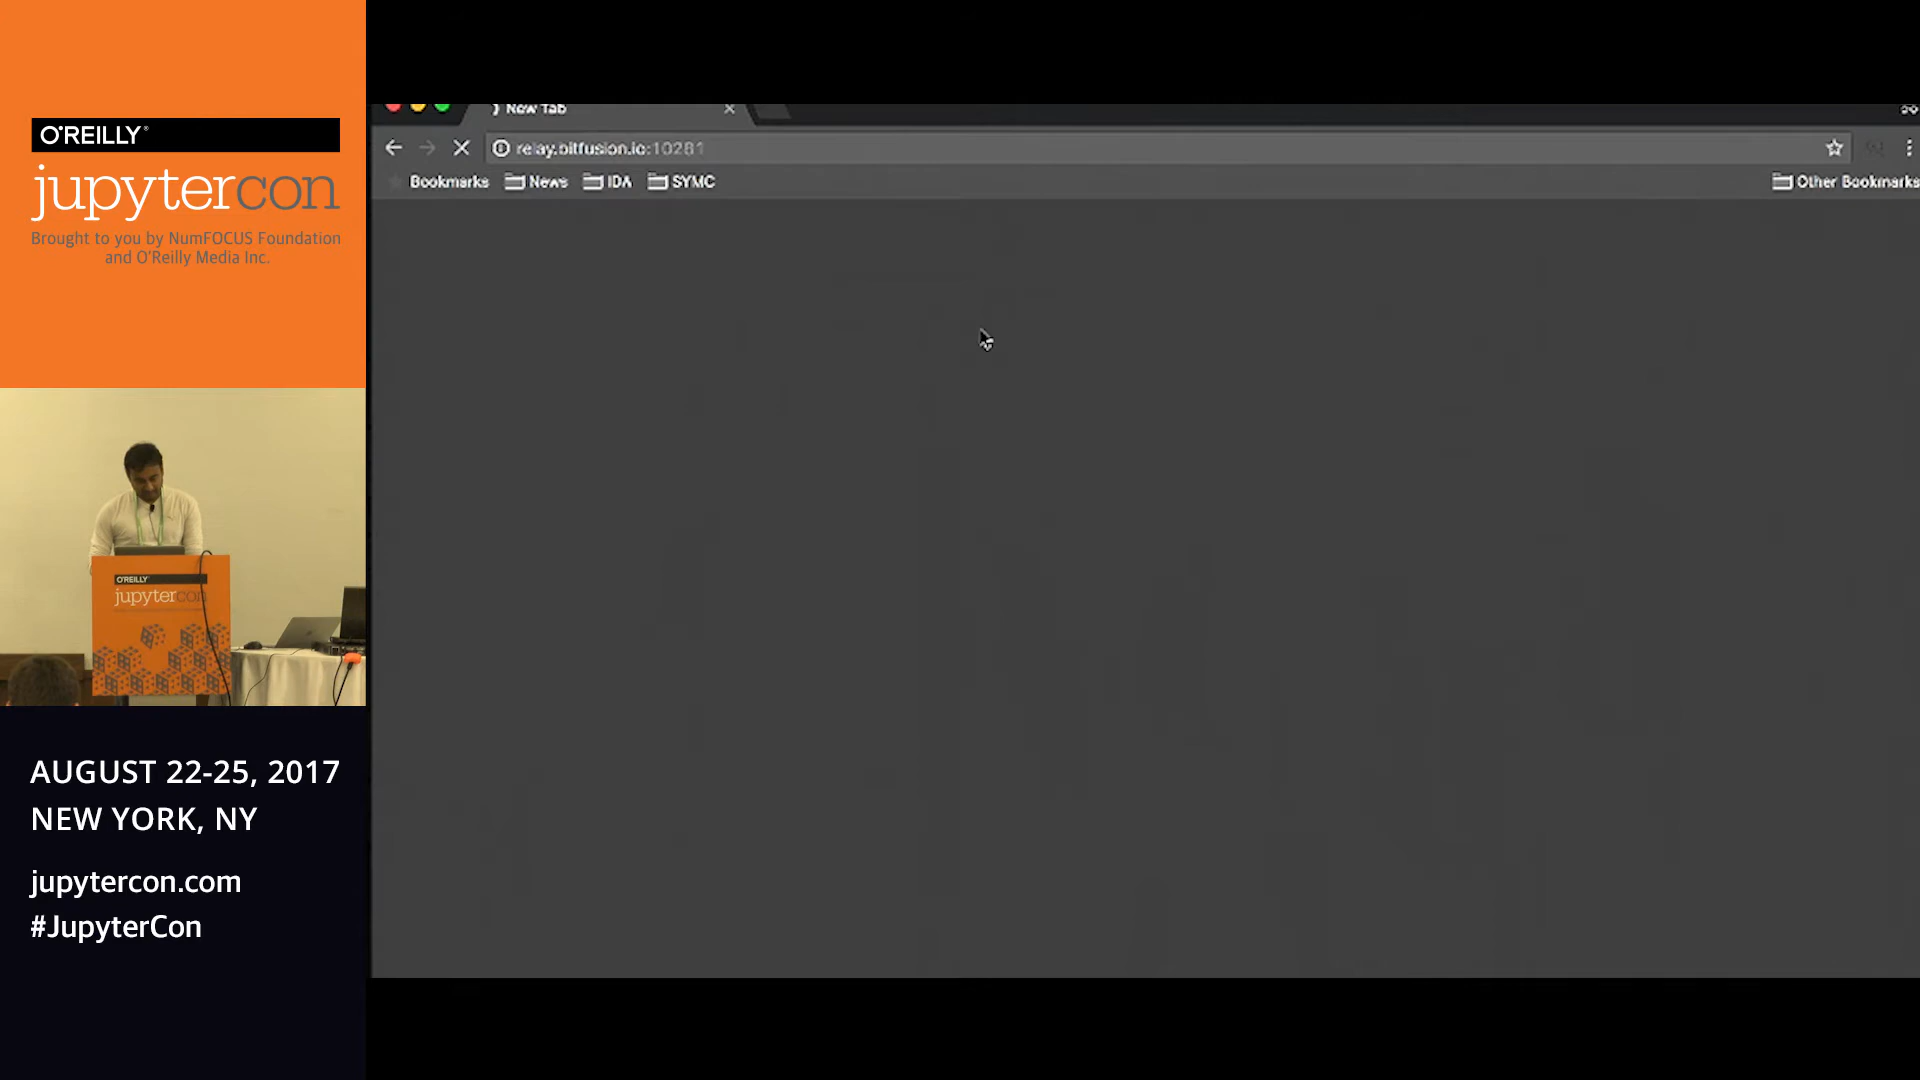 O'REILLY®
jupytercon
Brought to you by NumFOCUS Foundation
and O'Reilly Media Inc.
New Tab
relay.bitfusion.io:10281
Bookmarks News IDA SYMC Other Bookmarks
O'REILLY
jupytercon
AUGUST 22-25, 2017
NEW YORK, NY
jupytercon.com
#JupyterCon